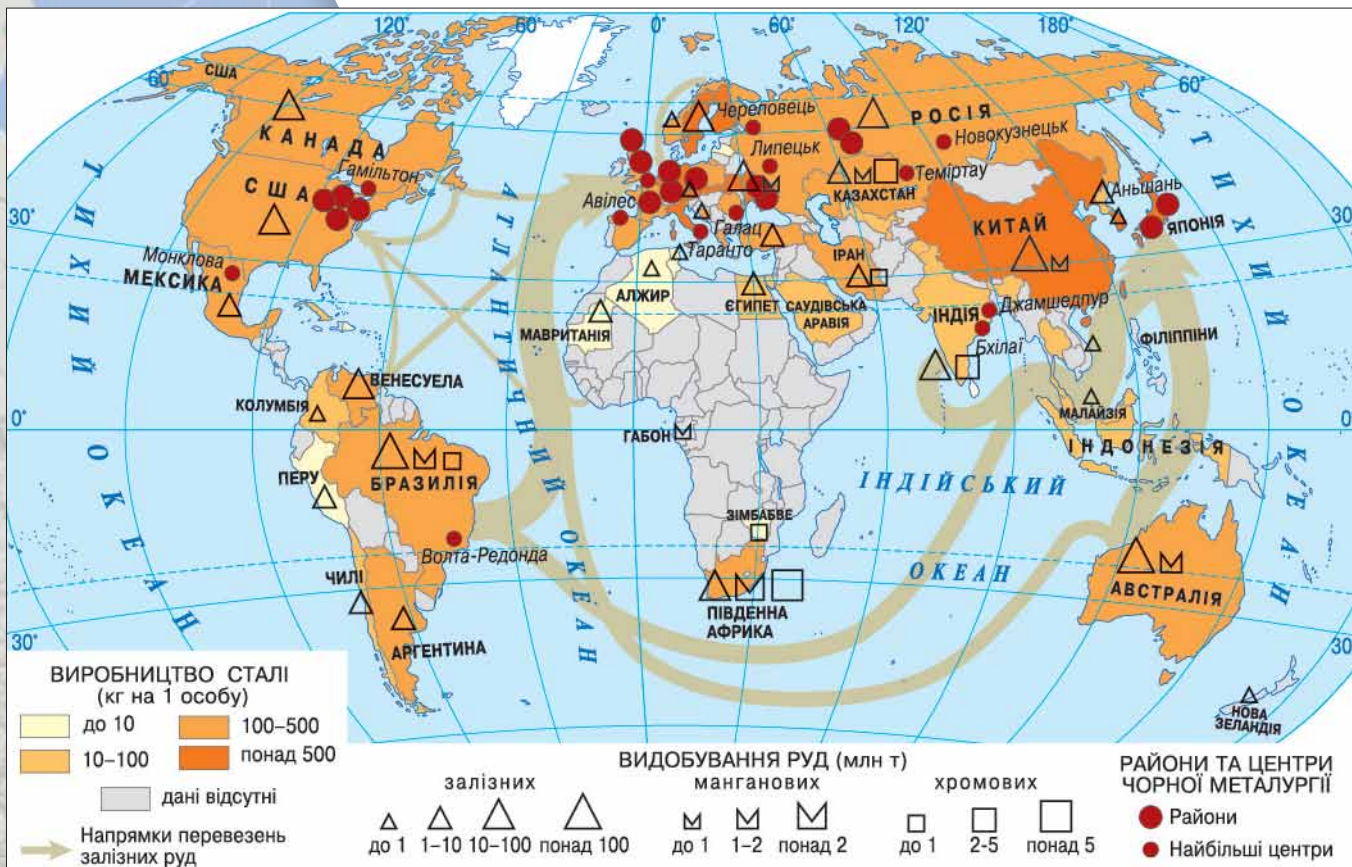 120°
60°
0°
60°
120°
180°
60°
60°
США
КАНАДА
Гамільтон
США
30°
Монклова
МЕКСИКА
ТИХИЙ
ОКЕАН
АТЛАНТИЧНИЙ
ОКЕАН
Череповець
РОСІЯ
Новокузнецьк
Липецьк
Теміртау
КАЗАХСТАН
Авілес
Галац
Таранто
Аньшань
ЯПОНІЯ
КИТАЙ
30°
ІРАН
АЛЖИР
ЄГИПЕТ
САУДІВСЬКА
АРАВІЯ
МАВРИТАНІЯ
ІНДІЯ
Джамшедпур
Бхілаї
ФІЛІППІНИ
ТИХИЙ
ОКЕАН
ВЕНЕСУЕЛА
КОЛУМБІЯ
МАЛАЙЗІЯ
0°
ГАБОН
0°
ІНДОНЕЗІЯ
ПЕРУ
БРАЗИЛІЯ
ІНДІЙСЬКИЙ
ОКЕАН
ЗІМБАБВЕ
Волта-Редонда
ЧИЛІ
АВСТРАЛІЯ
ПІВДЕННА
АФРИКА
АРГЕНТИНА
30°
30°
НОВА
ЗЕЛАНДІЯ
ВИРОБНИЦТВО СТАЛІ
(кг на 1 особу)
до 10
100–500
10–100
понад 500
дані відсутні
Напрямки перевезень
залізних руд
ВИДОБУВАННЯ РУД (млн т)
залізних
манганових
хромових
до 1
1–10
10–100
понад 100
до 1
1–2
понад 2
до 1
2-5
понад 5
РАЙОНИ ТА ЦЕНТРИ
ЧОРНОЇ МЕТАЛУРГІЇ
Райони
Найбільші центри